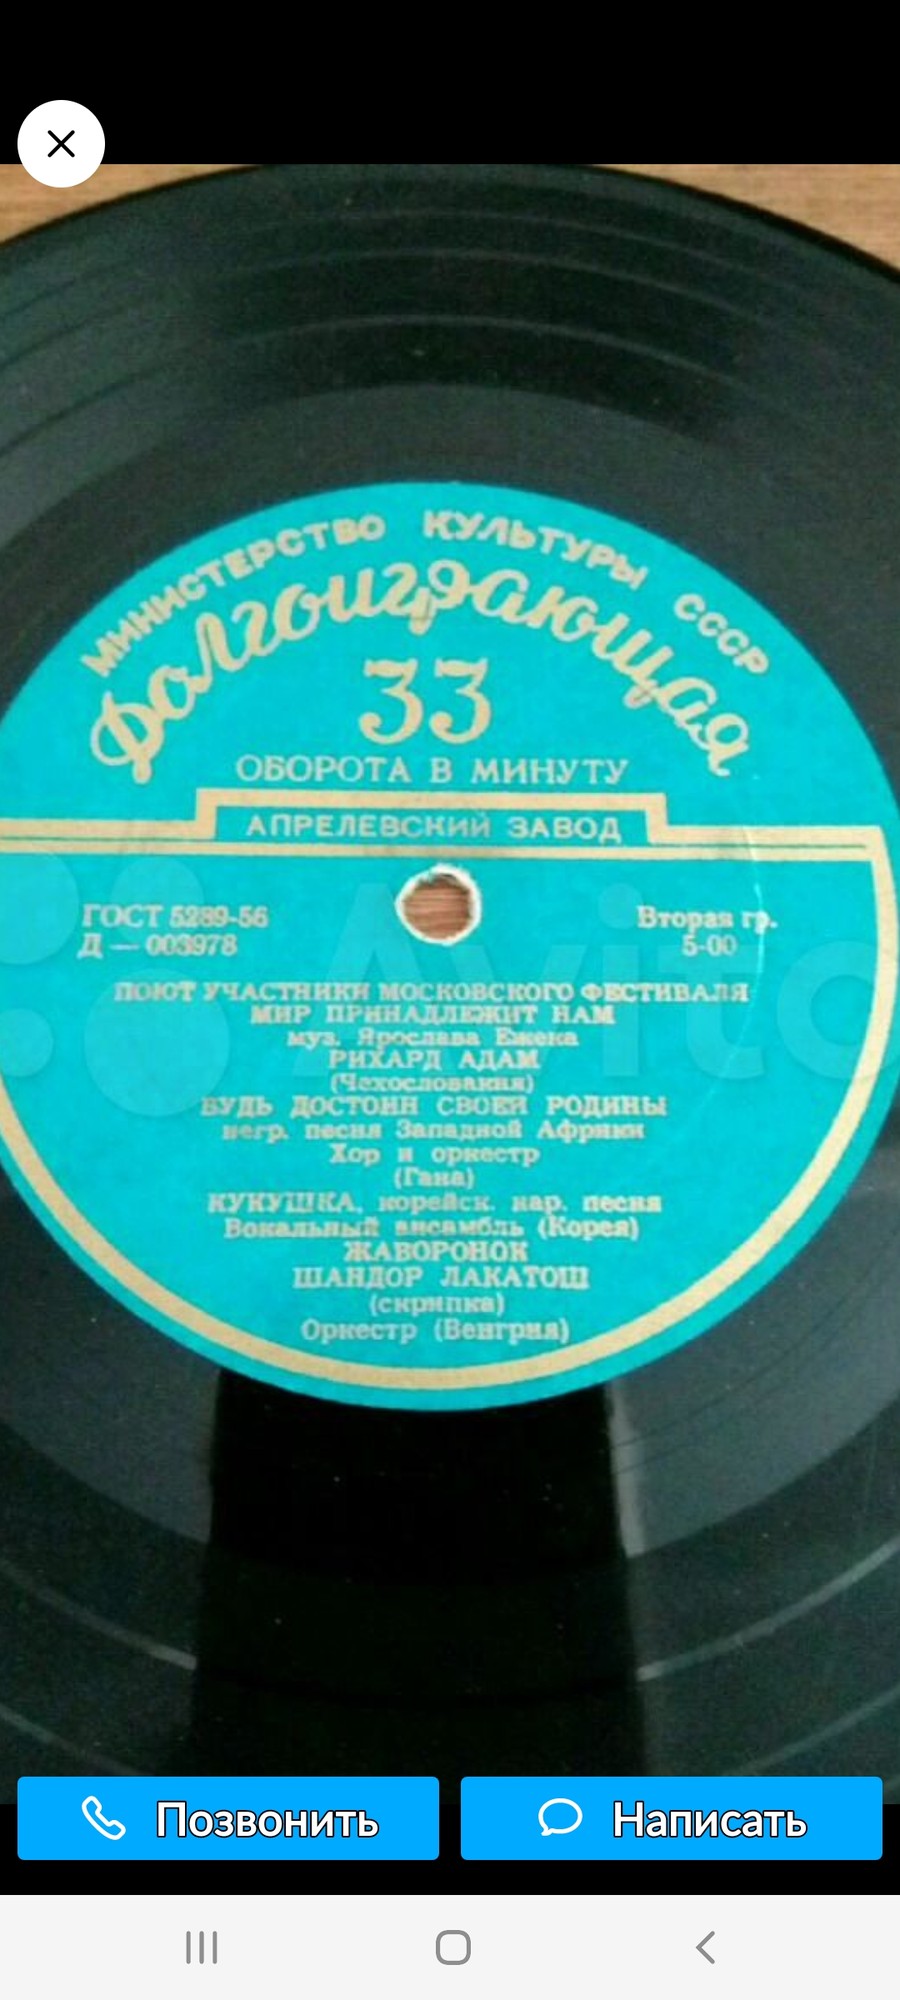 МИНИСТЕРСТВО КУЛЬТУРЫ СССР
Долгоиграющая
33
ОБОРОТА В МИНУТУ
АПРЕЛЕВСКИЙ ЗАВОД
ГОСТ 5289-56
Д — 003978
Вторая гр.
5-00
ПОЮТ УЧАСТНИКИ МОСКОВСКОГО ФЕСТИВАЛЯ
МИР ПРИНАДЛЕЖИТ НАМ
муз. Ярослава Ежека
РИХАРД АДАМ
(Чехословакия)
БУДЬ ДОСТОИН СВОЕЙ РОДИНЫ
негр. песня Западной Африки
Хор и оркестр
(Гана)
КУКУШКА, корейск. нар. песня
Вокальный ансамбль (Корея)
ЖАВОРОНОК
ШАНДОР ЛАКАТОШ
(скрипка)
Оркестр (Венгрия)
Avito
Позвонить
Написать